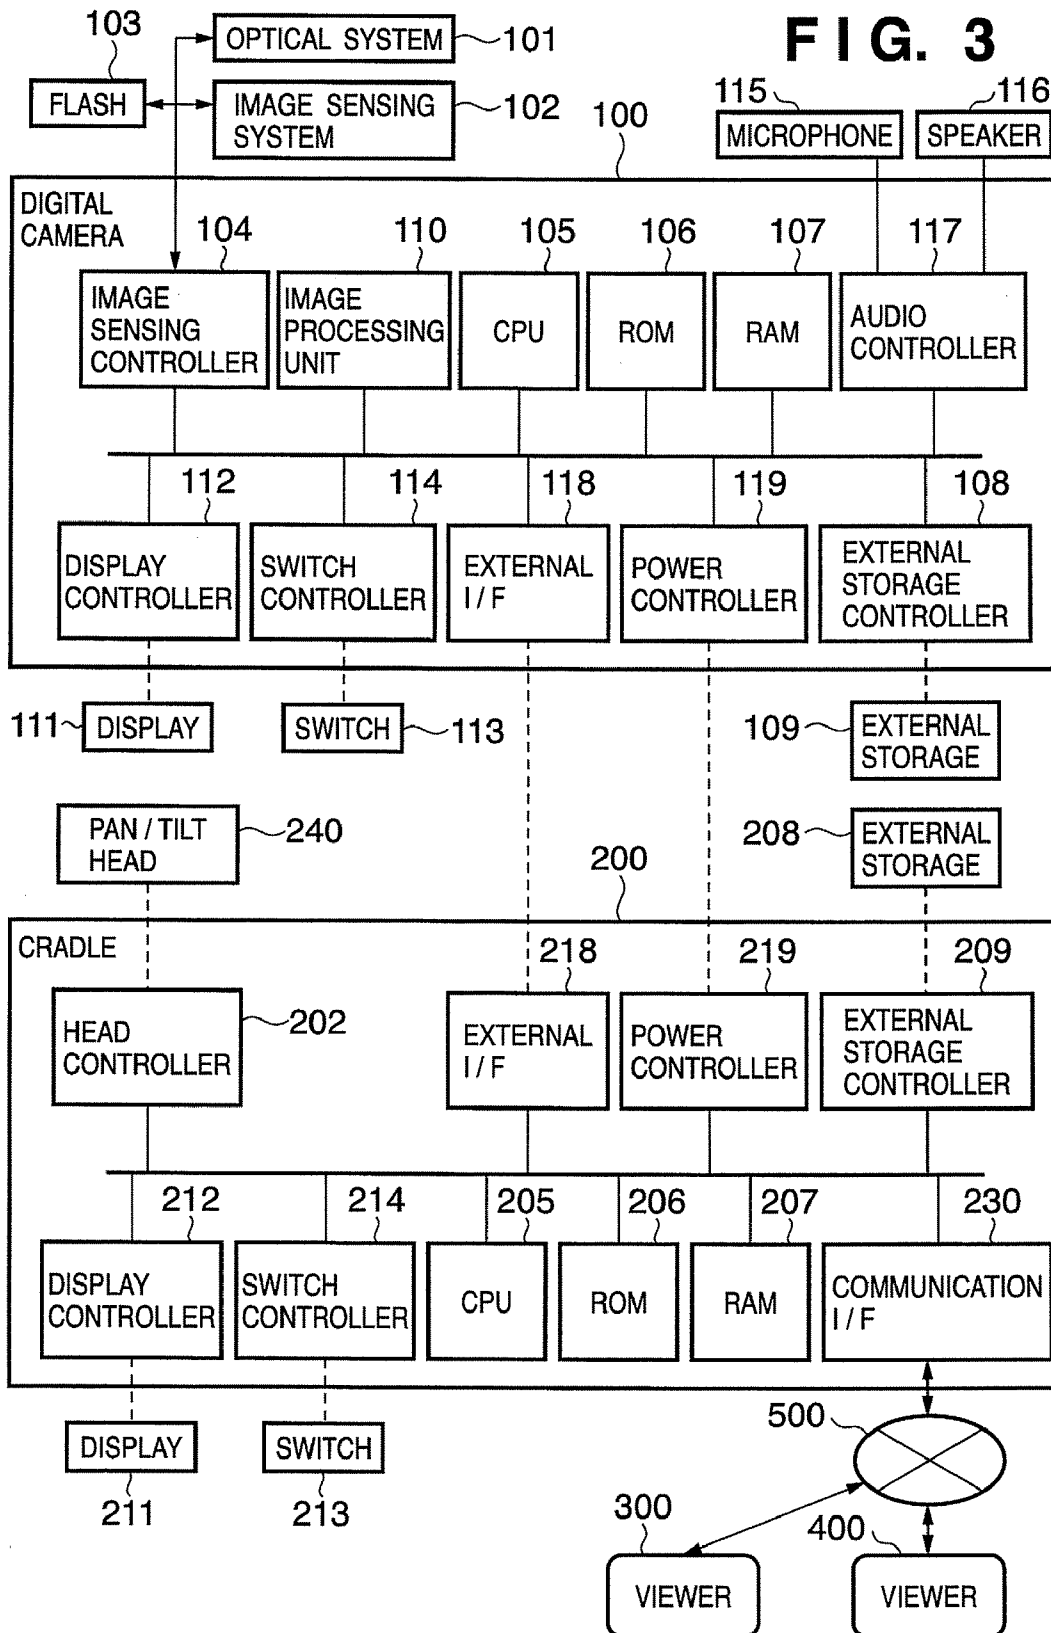 103
OPTICAL SYSTEM
101
FIG. 3
FLASH
IMAGE SENSING
SYSTEM
102
115
116
100
MICROPHONE
SPEAKER
DIGITAL
CAMERA
104
110
105
106
107
117
IMAGE
SENSING
CONTROLLER
IMAGE
PROCESSING
UNIT
CPU
ROM
RAM
AUDIO
CONTROLLER
112
114
118
119
108
DISPLAY
CONTROLLER
SWITCH
CONTROLLER
EXTERNAL
I / F
POWER
CONTROLLER
EXTERNAL
STORAGE
CONTROLLER
111
DISPLAY
SWITCH
113
109
EXTERNAL
STORAGE
PAN / TILT
HEAD
240
208
EXTERNAL
STORAGE
200
CRADLE
218
219
209
HEAD
CONTROLLER
202
EXTERNAL
I / F
POWER
CONTROLLER
EXTERNAL
STORAGE
CONTROLLER
212
214
205
206
207
230
DISPLAY
CONTROLLER
SWITCH
CONTROLLER
CPU
ROM
RAM
COMMUNICATION
I / F
DISPLAY
SWITCH
500
211
213
300
400
VIEWER
VIEWER